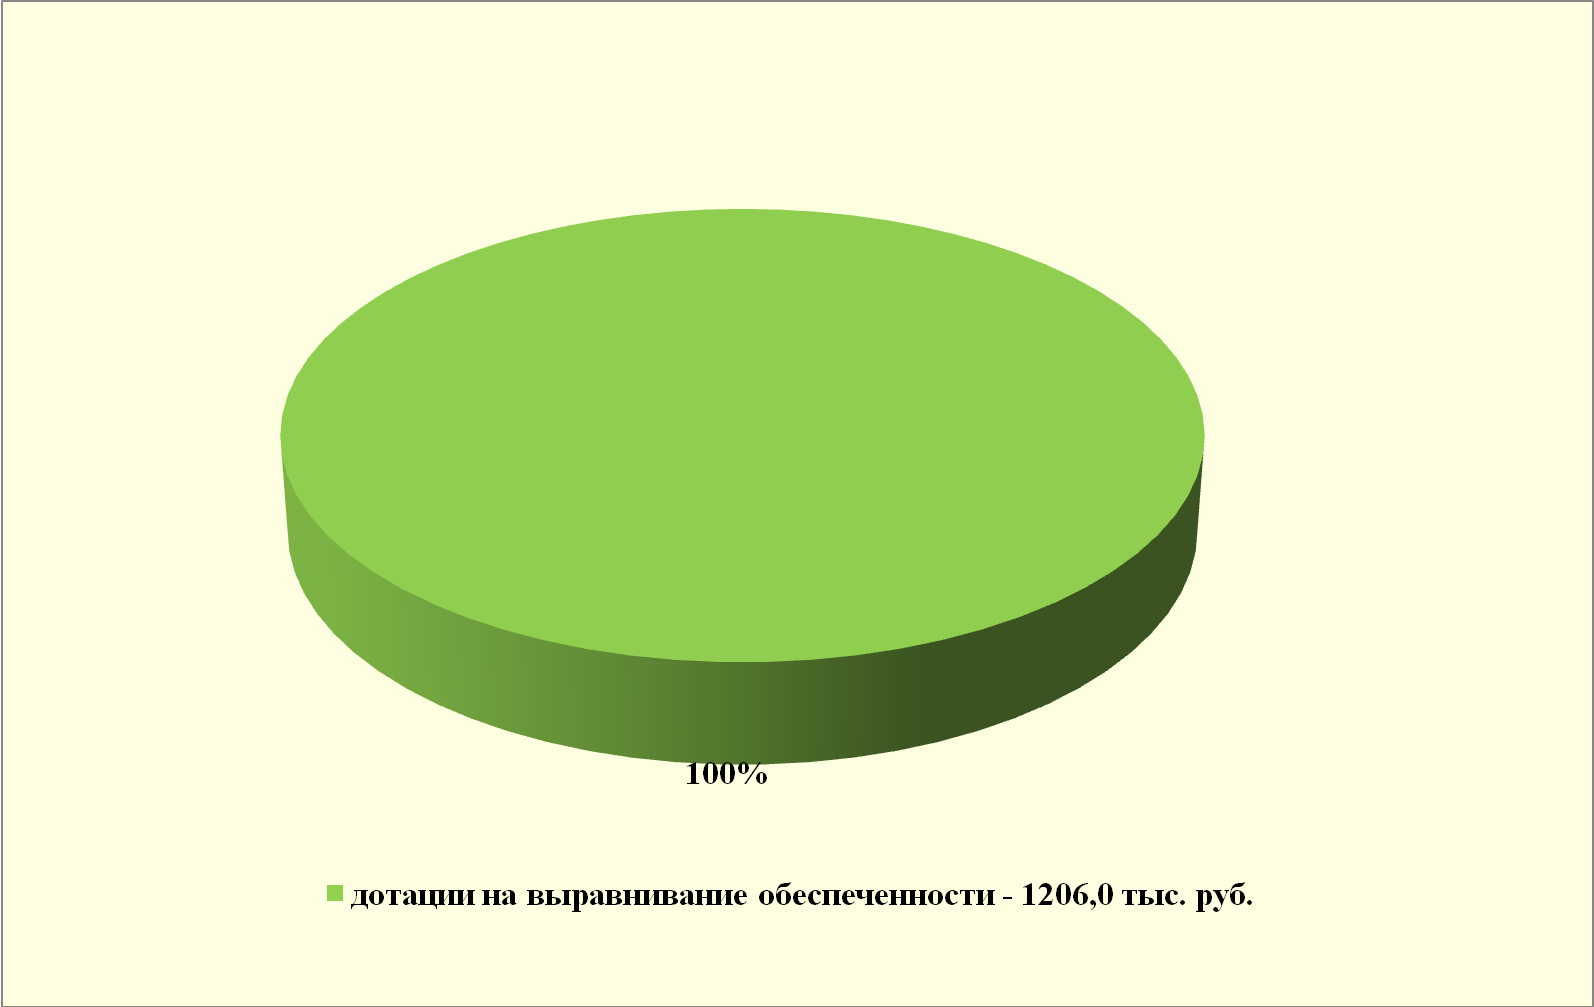 100%
дотации на выравнивание обеспеченности - 1206,0 тыс. руб.